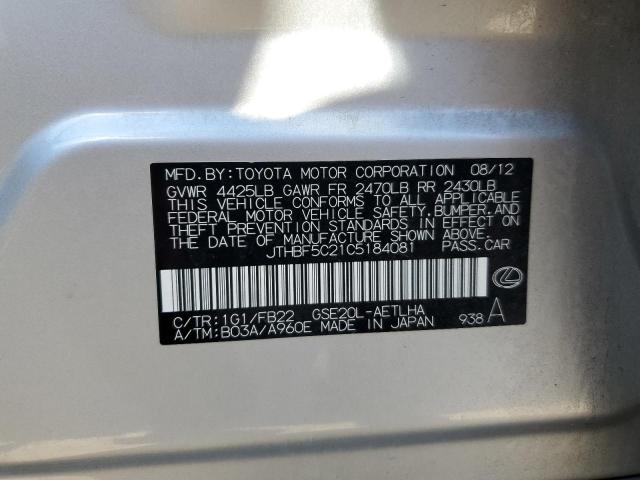 MFD.BY:TOYOTA MOTOR CORPORATION 08/12
GVWR 4425LB GAWR FR 2470LB RR 2430LB
THIS VEHICLE CONFORMS TO ALL APPLICABLE
FEDERAL MOTOR VEHICLE SAFETY,BUMPER,AND
THEFT PREVENTION STANDARDS IN EFFECT ON
THE DATE OF MANUFACTURE SHOWN ABOVE.
JTHBF5C21C5184081 PASS.CAR
C/TR:1G1/FB22 GSE20L-AETLHA
A/TM:B03A/A960E MADE IN JAPAN 938 A